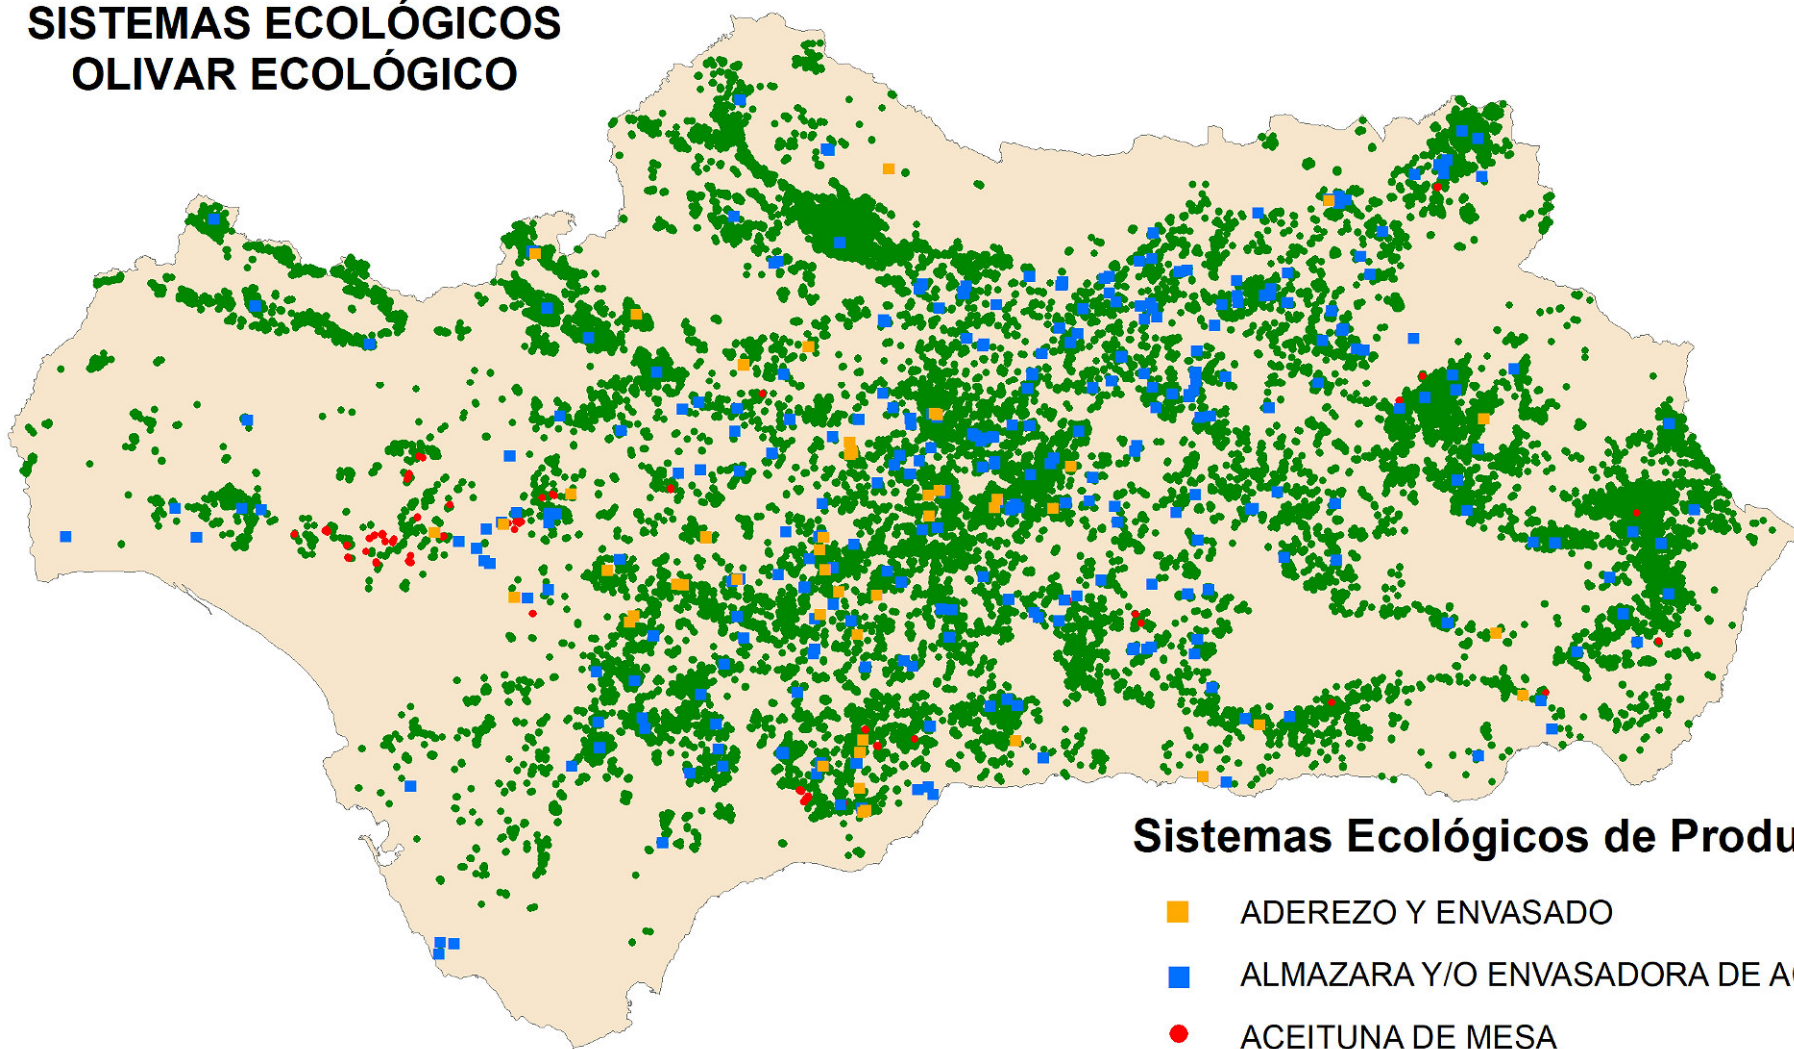 SISTEMAS ECOLÓGICOS
OLIVAR ECOLÓGICO
Sistemas Ecológicos de Produ
ADEREZO Y ENVASADO
ALMAZARA Y/O ENVASADORA DE A
ACEITUNA DE MESA